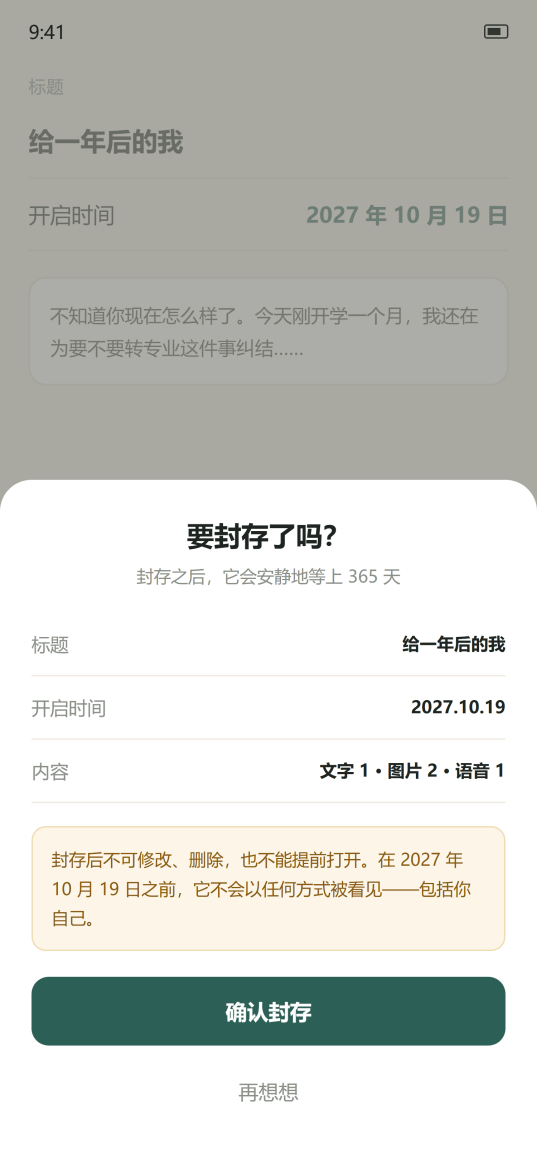 9:41
标题
给一年后的我
开启时间 2027 年 10 月 19 日
不知道你现在怎么样了。今天刚开学一个月，我还在
为要不要转专业这件事纠结……
要封存了吗？
封存之后，它会安静地等上 365 天
标题 给一年后的我
开启时间 2027.10.19
内容 文字 1 · 图片 2 · 语音 1
封存后不可修改、删除，也不能提前打开。在 2027 年
10 月 19 日之前，它不会以任何方式被看见——包括你
自己。
确认封存
再想想